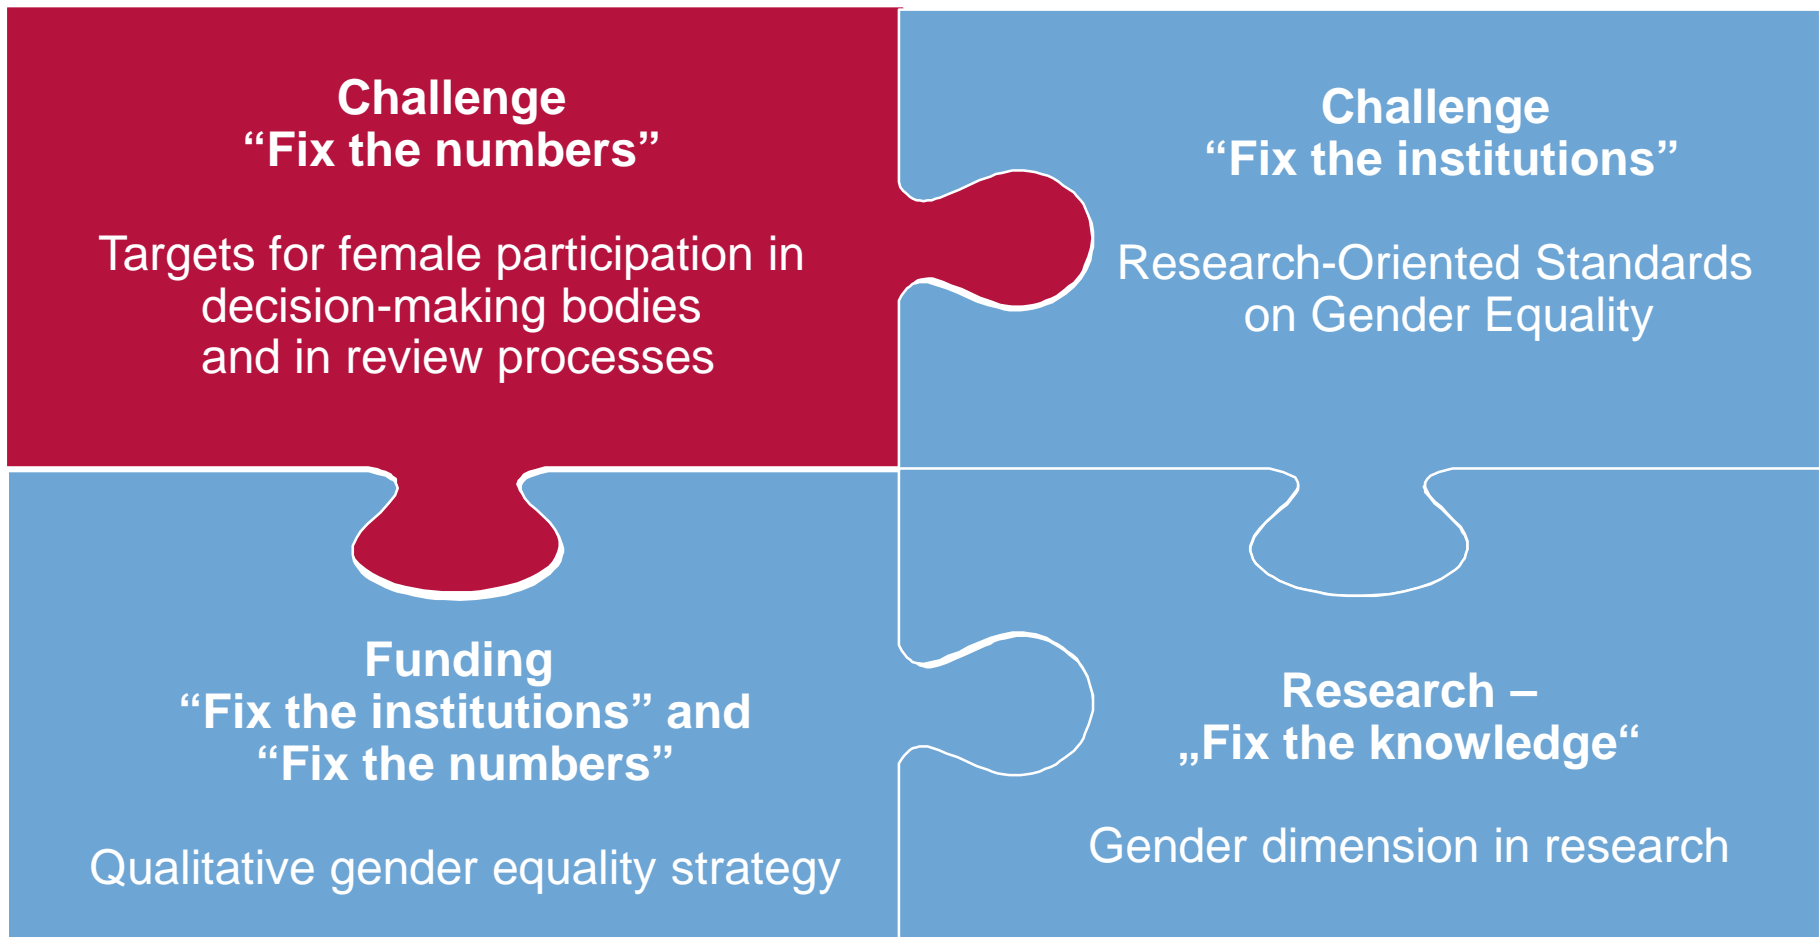 Challenge
“Fix the numbers”
Targets for female participation in
decision-making bodies
and in review processes
Challenge
“Fix the institutions”
Research-Oriented Standards
on Gender Equality
Funding
“Fix the institutions” and
“Fix the numbers”
Qualitative gender equality strategy
Research –
„Fix the knowledge“
Gender dimension in research